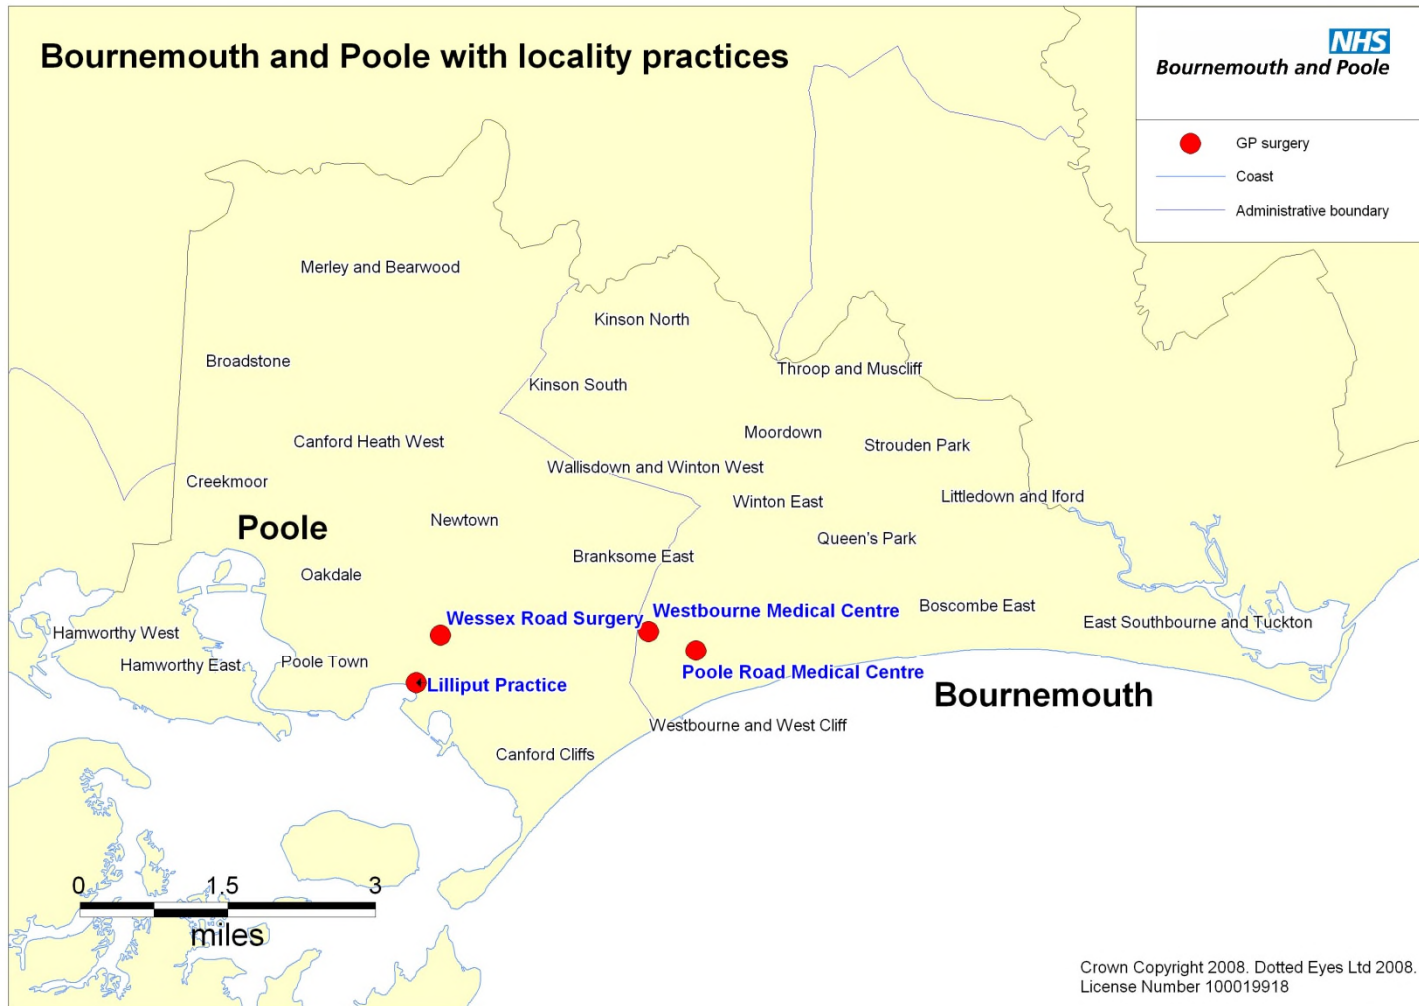 Bournemouth and Poole with locality practices
NHS
Bournemouth and Poole
GP surgery
Coast
Administrative boundary
Merley and Bearwood
Kinson North
Broadstone
Throop and Muscliff
Kinson South
Moordown
Canford Heath West
Strouden Park
Wallisdown and Winton West
Creekmoor
Littledown and Iford
Winton East
Newtown
Poole
Queen's Park
Branksome East
Oakdale
Boscombe East
Westbourne Medical Centre
Wessex Road Surgery
East Southbourne and Tuckton
Hamworthy West
Poole Town
Hamworthy East
Poole Road Medical Centre
Lilliput Practice
Bournemouth
Westbourne and West Cliff
Canford Cliffs
0 1.5 3
miles
Crown Copyright 2008. Dotted Eyes Ltd 2008.
License Number 100019918